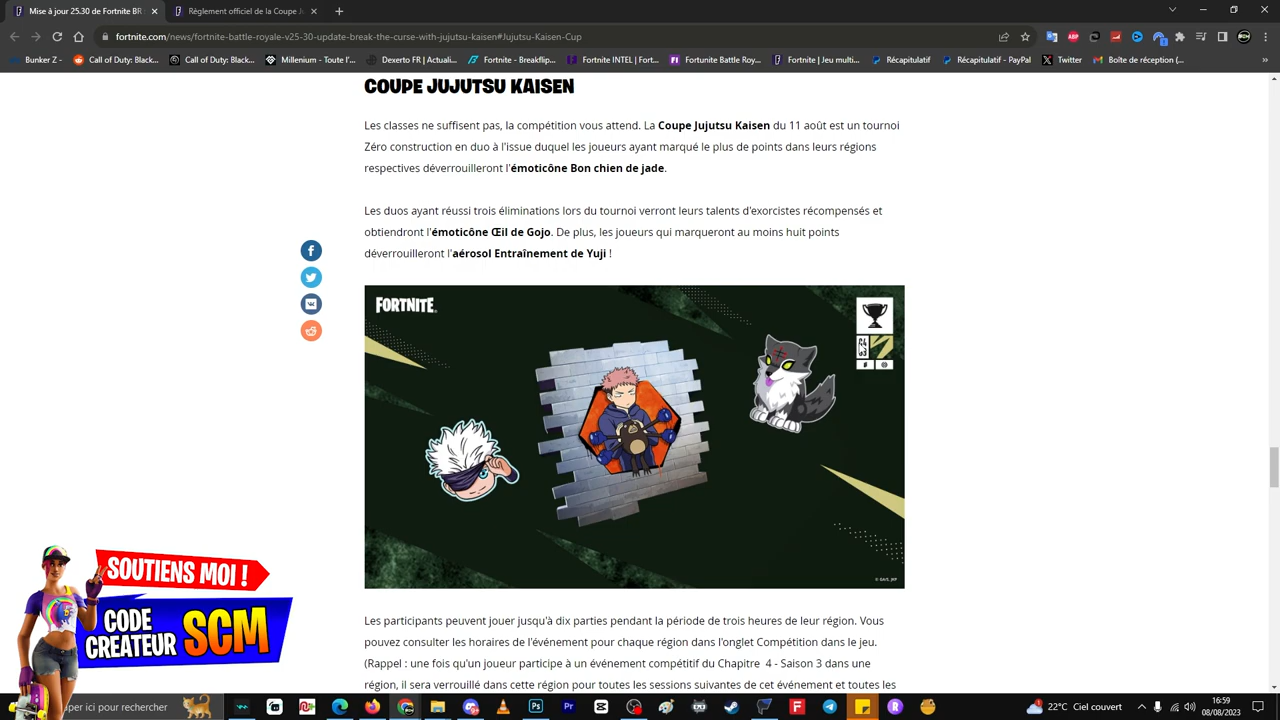 Mise à jour 25.30 de Fortnite BR
Règlement officiel de la Coupe Ju
fortnite.com/news/fortnite-battle-royale-v25-30-update-break-the-curse-with-jujutsu-kaisen#Jujutsu-Kaisen-Cup
Bunker Z - Call of Duty: Black... Call of Duty: Black... Millenium - Toute l'... Dexerto FR | Actuali... Fortnite - Breakflip... Fortnite INTEL | Fort... Fortunite Battle Roy... Fortnite | Jeu multi... Récapitulatif Récapitulatif - PayPal Twitter Boîte de réception (... »
COUPE JUJUTSU KAISEN
Les classes ne suffisent pas, la compétition vous attend. La Coupe Jujutsu Kaisen du 11 août est un tournoi
Zéro construction en duo à l'issue duquel les joueurs ayant marqué le plus de points dans leurs régions
respectives déverrouilleront l'émoticône Bon chien de jade.
Les duos ayant réussi trois éliminations lors du tournoi verront leurs talents d'exorcistes récompensés et
obtiendront l'émoticône Œil de Gojo. De plus, les joueurs qui marqueront au moins huit points
déverrouilleront l'aérosol Entraînement de Yuji !
FORTNITE
SOUTIENS MOI !
CODE
CRÉATEUR SCM
Les participants peuvent jouer jusqu'à dix parties pendant la période de trois heures de leur région. Vous
pouvez consulter les horaires de l'événement pour chaque région dans l'onglet Compétition dans le jeu.
(Rappel : une fois qu'un joueur participe à un événement compétitif du Chapitre 4 - Saison 3 dans une
région, il sera verrouillé dans cette région pour toutes les sessions suivantes de cet événement et toutes les
aper ici pour rechercher
22°C Ciel couvert
16:59
08/08/2023